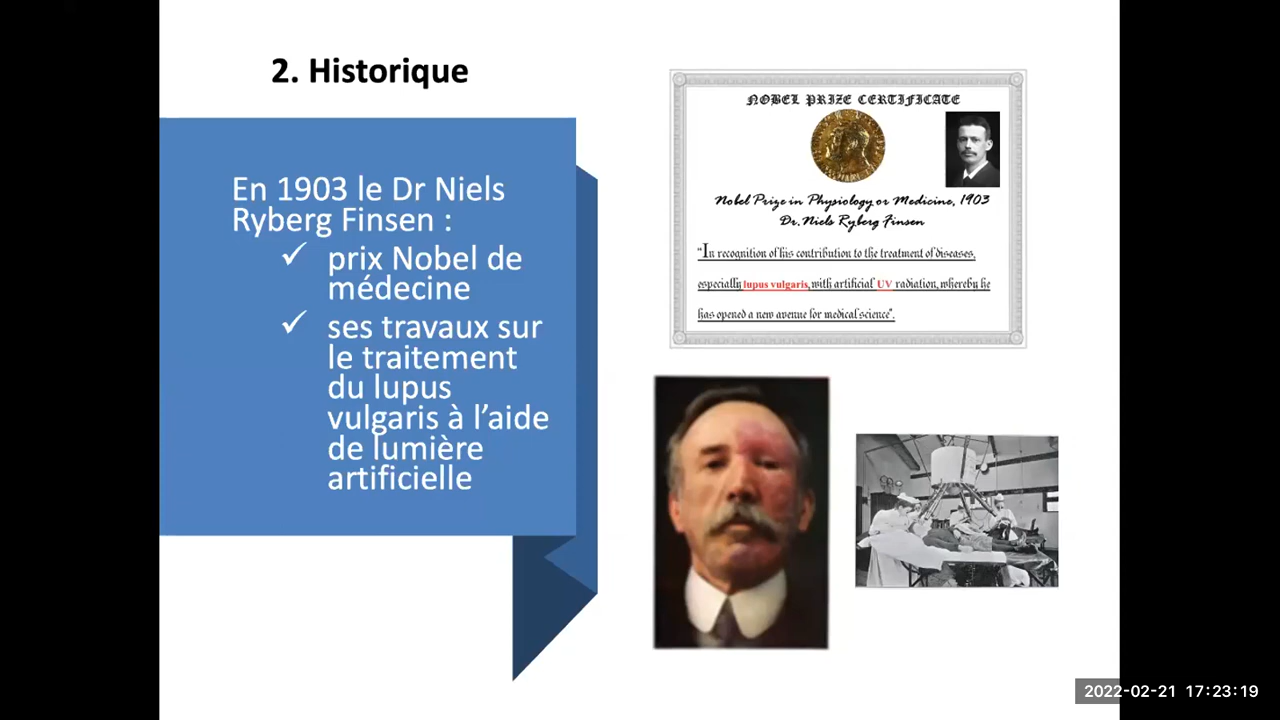 2. Historique
En 1903 le Dr Niels
Ryberg Finsen :
✓ prix Nobel de
médecine
✓ ses travaux sur
le traitement
du lupus
vulgaris à l’aide
de lumière
artificielle
NOBEL PRIZE CERTIFICATE
Nobel Prize in Physiology or Medicine, 1903
Dr. Niels Ryberg Finsen
"In recognition of his contribution to the treatment of diseases,
especially lupus vulgaris, with artificial UV radiation, whereby he
has opened a new avenue for medical science".
2022-02-21 17:23:19